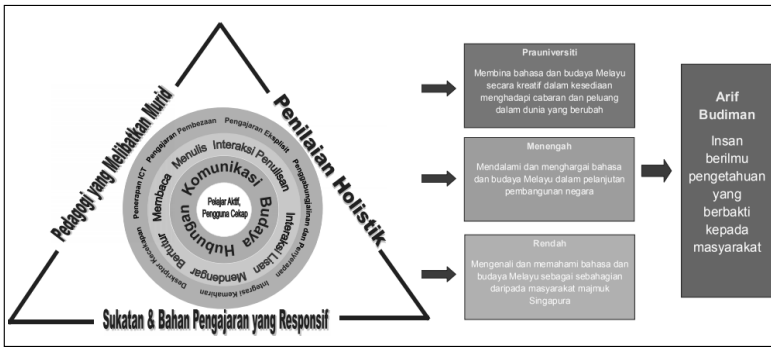 Pedagogi yang Melibatkan Murid
Penilaian Holistik
Sukatan & Bahan Pengajaran yang Responsif
Penerapan ICT
Pengajaran Pembezaan
Pengajaran Eksplisit
Penggabungjalinan dan Penyerapan
Integrasi Kemahiran
Deskriptor Kecekapan
Membaca
Menulis
Interaksi Penulisan
Interaksi Lisan
Mendengar
Bertutur
Komunikasi
Budaya
Hubungan
Pelajar Aktif,
Pengguna Cekap
Prauniversiti
Membina bahasa dan budaya Melayu
secara kreatif dalam kesediaan
menghadapi cabaran dan peluang
dalam dunia yang berubah
Menengah
Mendalami dan menghargai bahasa
dan budaya Melayu dalam pelanjutan
pembangunan negara
Rendah
Mengenali dan memahami bahasa dan
budaya Melayu sebagai sebahagian
daripada masyarakat majmuk
Singapura
Arif
Budiman
Insan
berilmu
pengetahuan
yang
berbakti
kepada
masyarakat